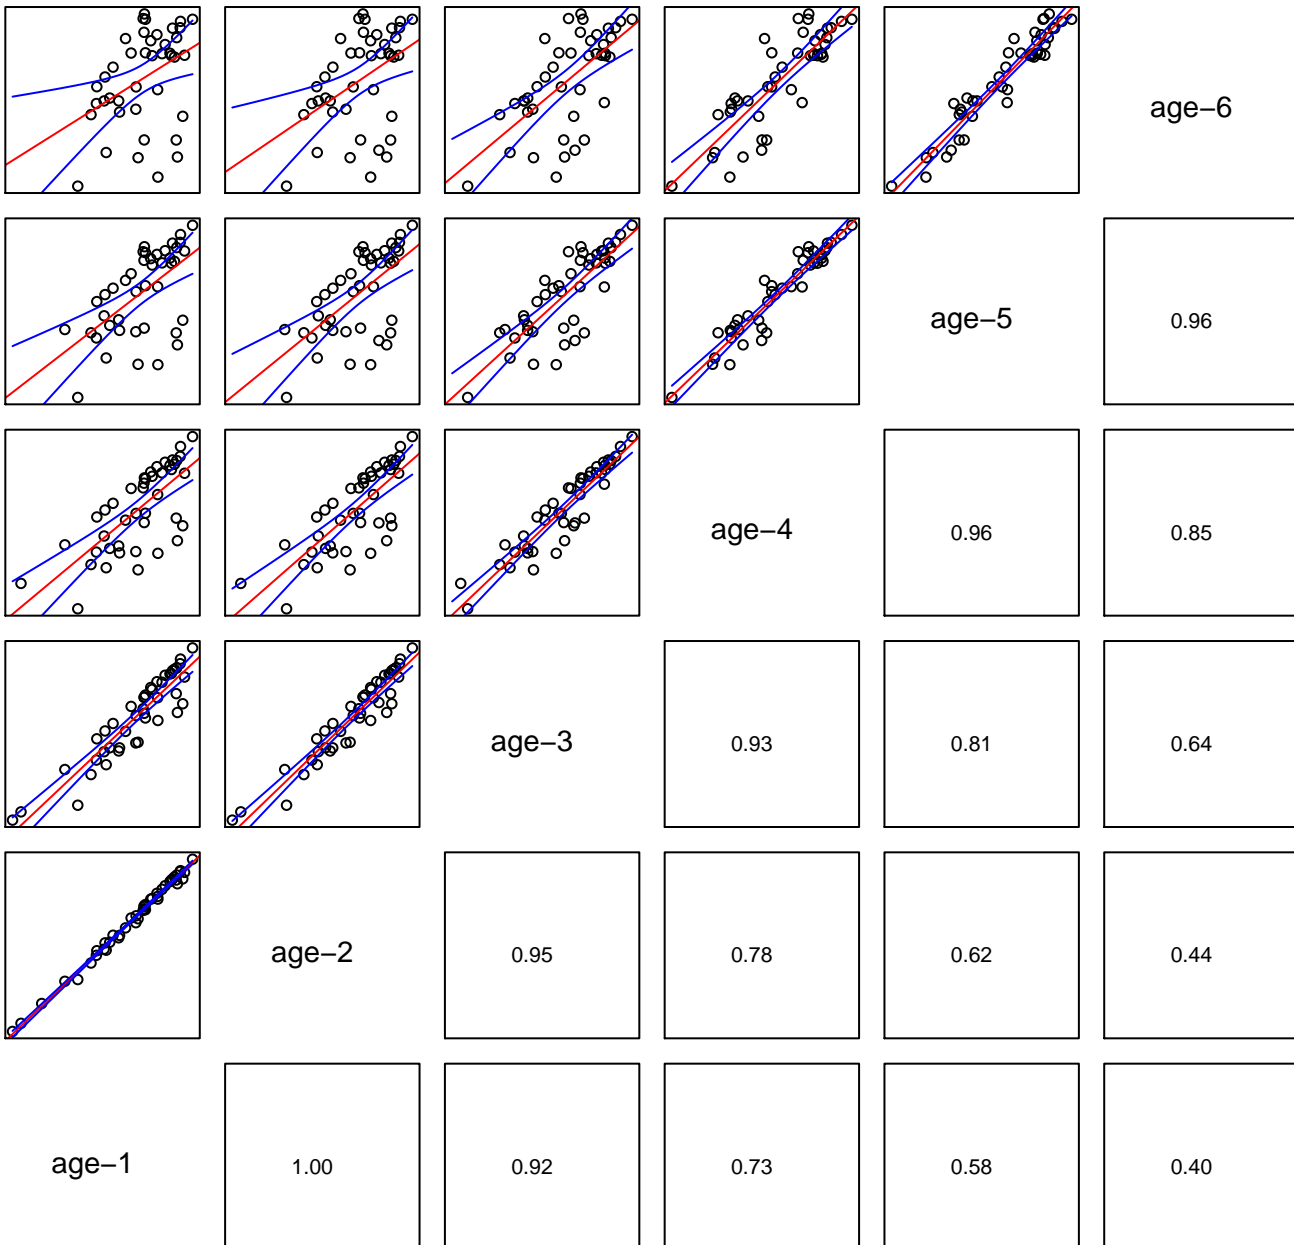 age−6
age−5 0.96
age−4 0.96 0.85
age−3 0.93 0.81 0.64
age−2 0.95 0.78 0.62 0.44
age−1 1.00 0.92 0.73 0.58 0.40